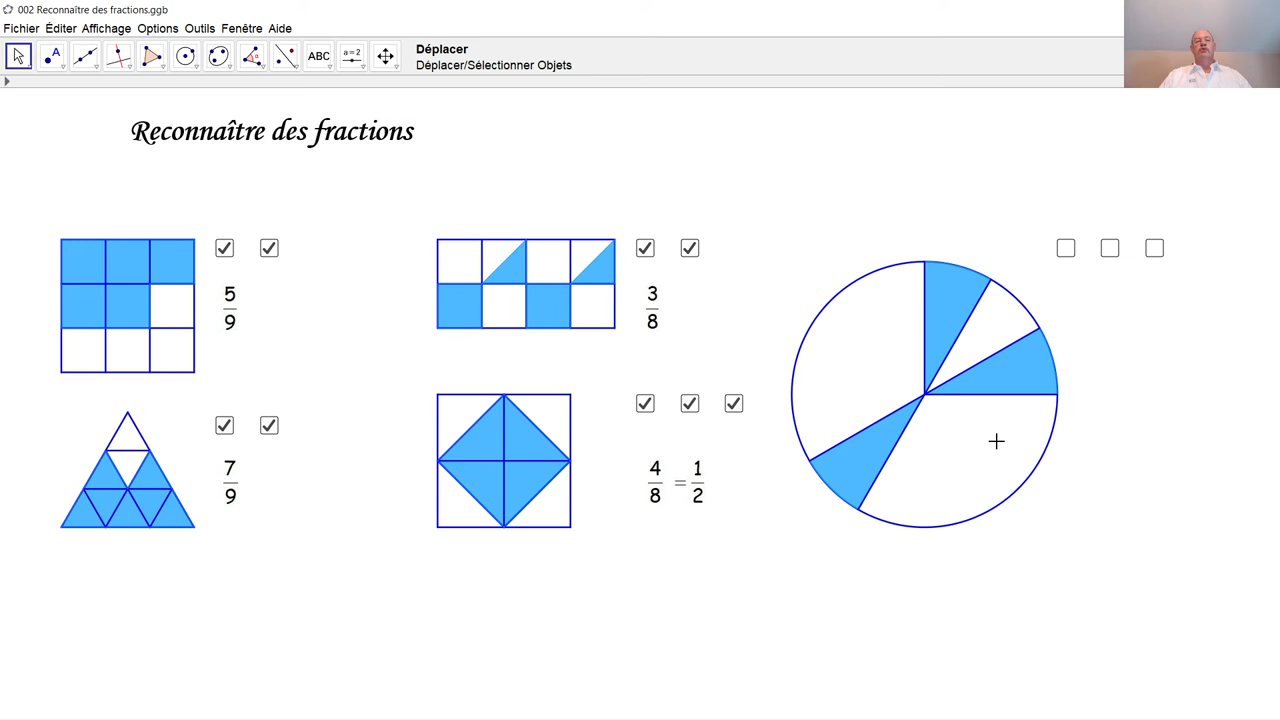 002 Reconnaître des fractions.ggb
Fichier Éditer Affichage Options Outils Fenêtre Aide
A
ABC
a=2
Déplacer
Déplacer/Sélectionner Objets
Reconnaître des fractions
5
9
3
8
7
9
4
8
=
1
2